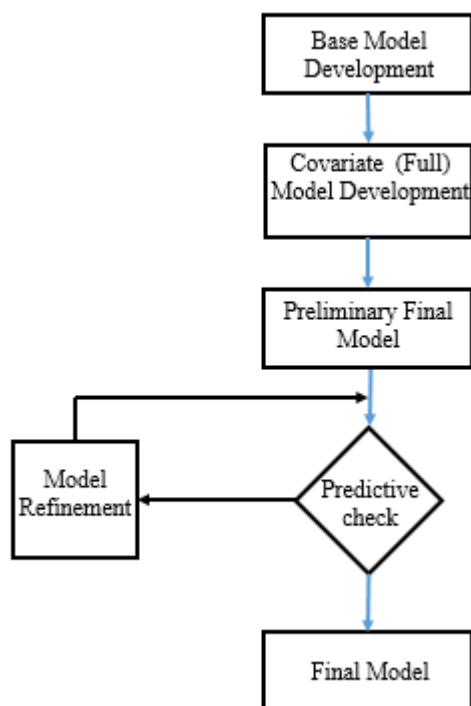 Base Model
Development
Covariate (Full)
Model Development
Preliminary Final
Model
Model
Refinement
Predictive
check
Final Model